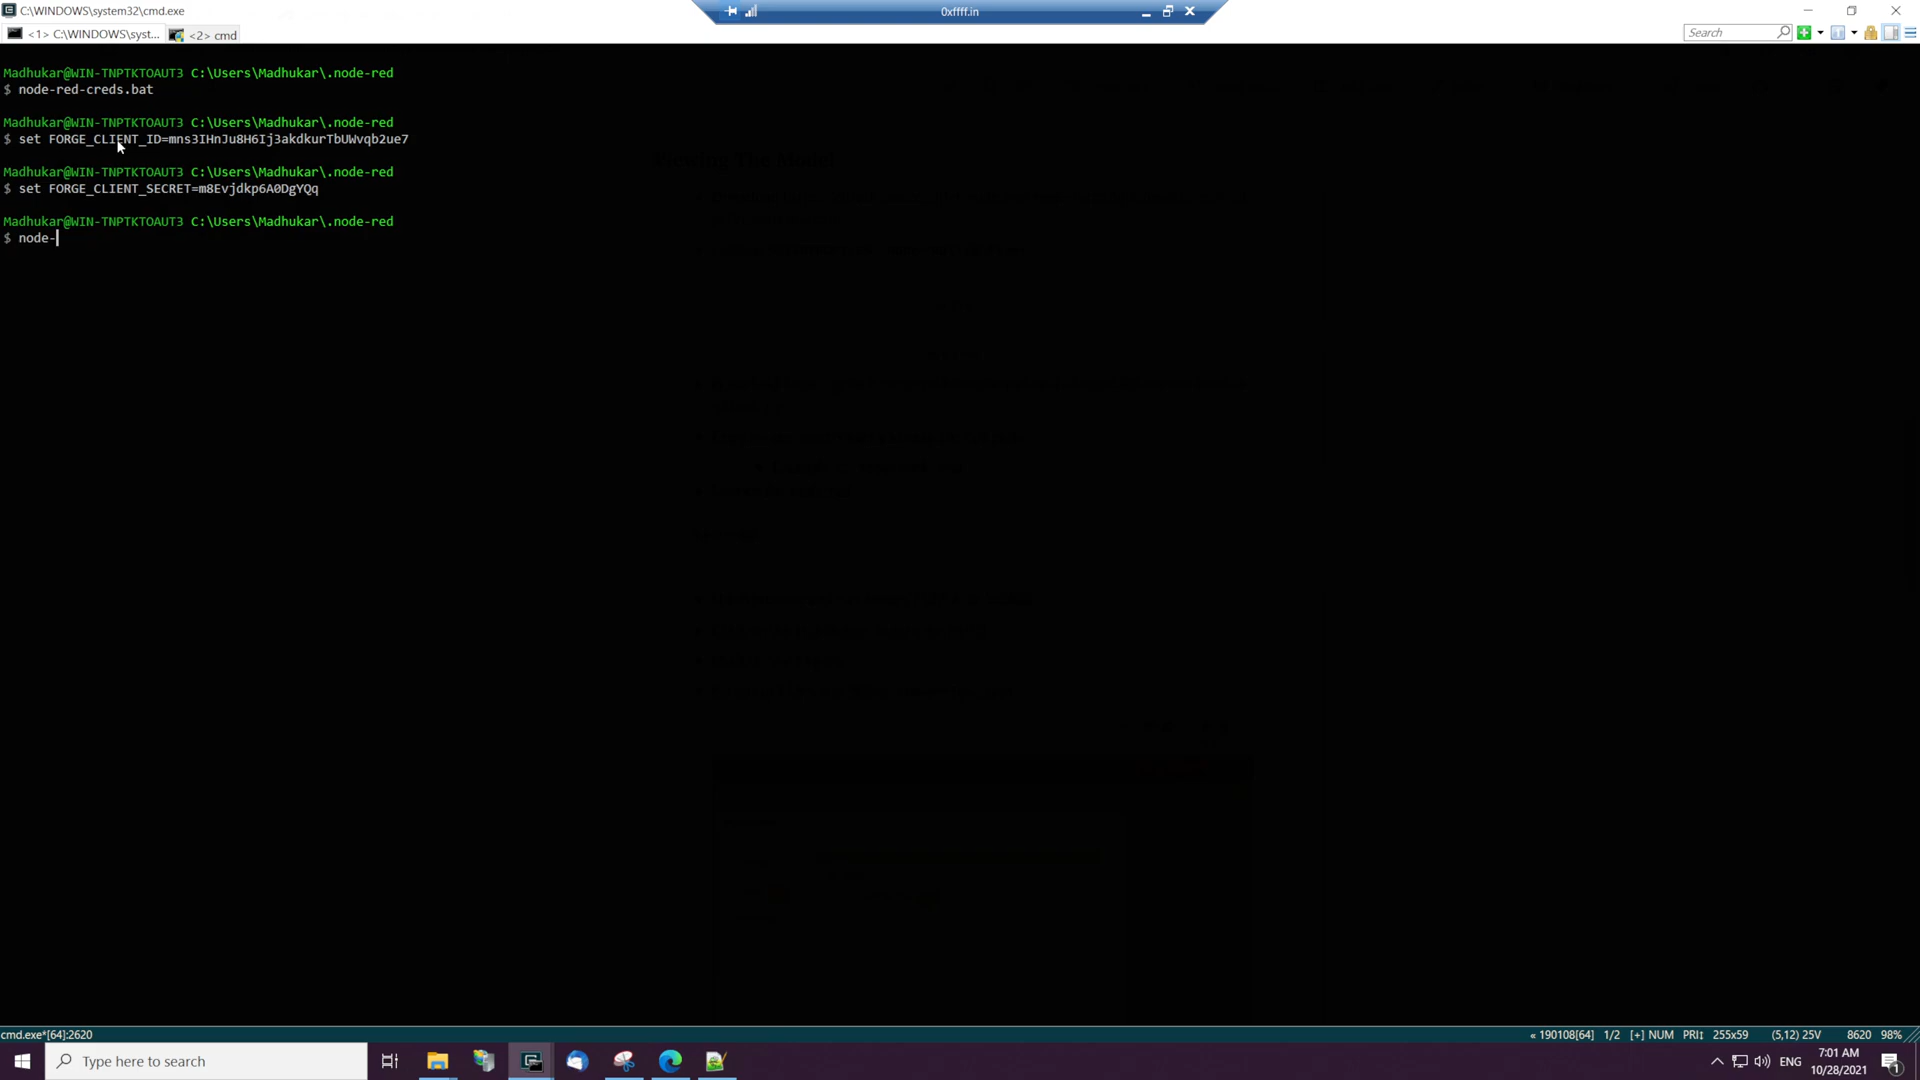 C:\WINDOWS\system32\cmd.exe
0xffff.in
<1> C:\WINDOWS\syst...
<2> cmd
Search
Madhukar@WIN-TNPTKTOAUT3 C:\Users\Madhukar\.node-red
$ node-red-creds.bat
Madhukar@WIN-TNPTKTOAUT3 C:\Users\Madhukar\.node-red
$ set FORGE_CLIENT_ID=mns3IHnJu8H6Ij3akdkurTbUWvqb2ue7
Madhukar@WIN-TNPTKTOAUT3 C:\Users\Madhukar\.node-red
$ set FORGE_CLIENT_SECRET=m8Evjdkp6A0DgYQq
Madhukar@WIN-TNPTKTOAUT3 C:\Users\Madhukar\.node-red
$ node-
cmd.exe*[64]:2620
« 190108[64] 1/2 [+] NUM PRI↕ 255x59 (5,12) 25V 8620 98%
Type here to search
ENG
7:01 AM
10/28/2021
1